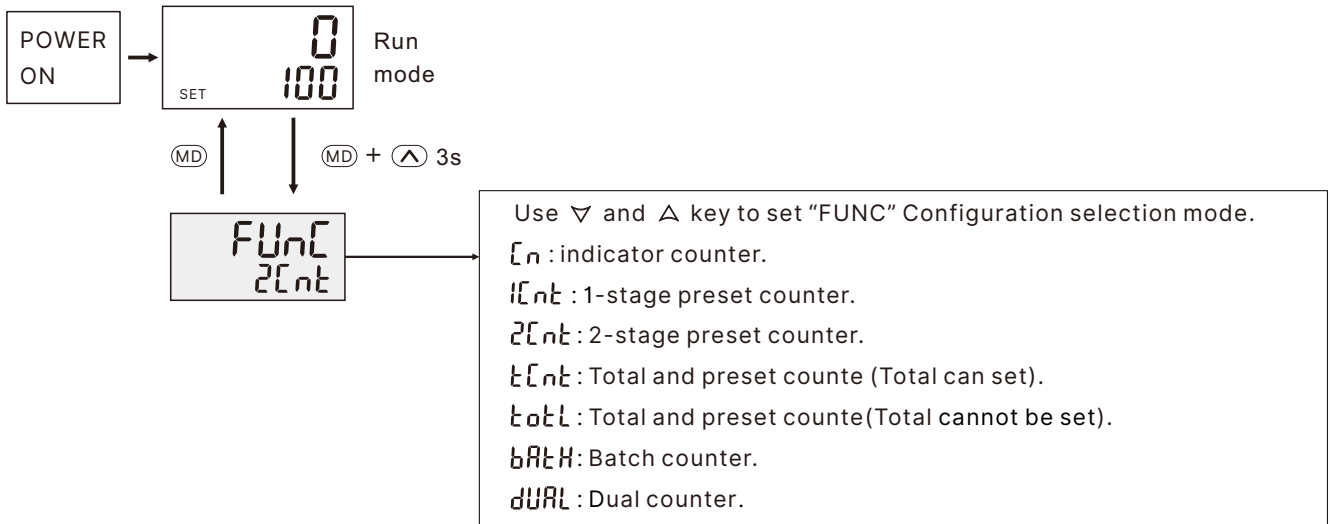 POWER
ON
0
100
SET
Run
mode
MD
MD + 3s
FUnC
2Cnt
Use ▽ and △ key to set “FUNC” Configuration selection mode.
Cn : indicator counter.
1Cnt : 1-stage preset counter.
2Cnt : 2-stage preset counter.
tCnt : Total and preset counte (Total can set).
totL : Total and preset counte(Total cannot be set).
bAtH : Batch counter.
dUAL : Dual counter.